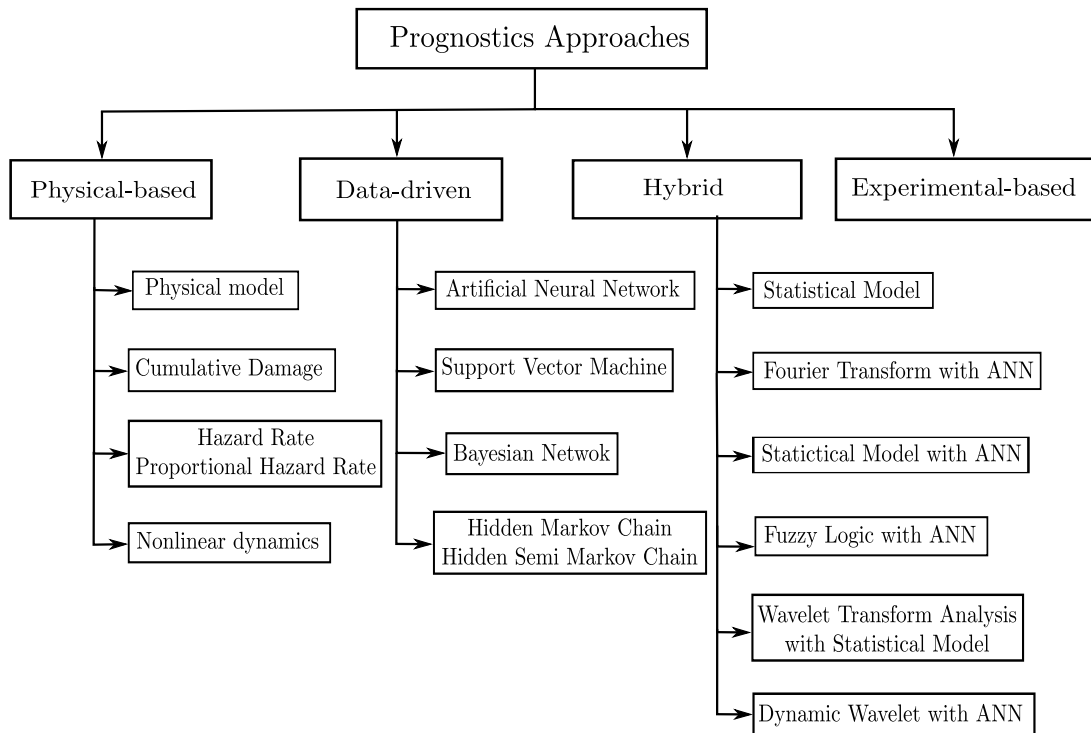 Prognostics Approaches
Physical-based
Data-driven
Hybrid
Experimental-based
Physical model
Cumulative Damage
Hazard Rate
Proportional Hazard Rate
Nonlinear dynamics
Artificial Neural Network
Support Vector Machine
Bayesian Netwok
Hidden Markov Chain
Hidden Semi Markov Chain
Statistical Model
Fourier Transform with ANN
Statictical Model with ANN
Fuzzy Logic with ANN
Wavelet Transform Analysis
with Statistical Model
Dynamic Wavelet with ANN